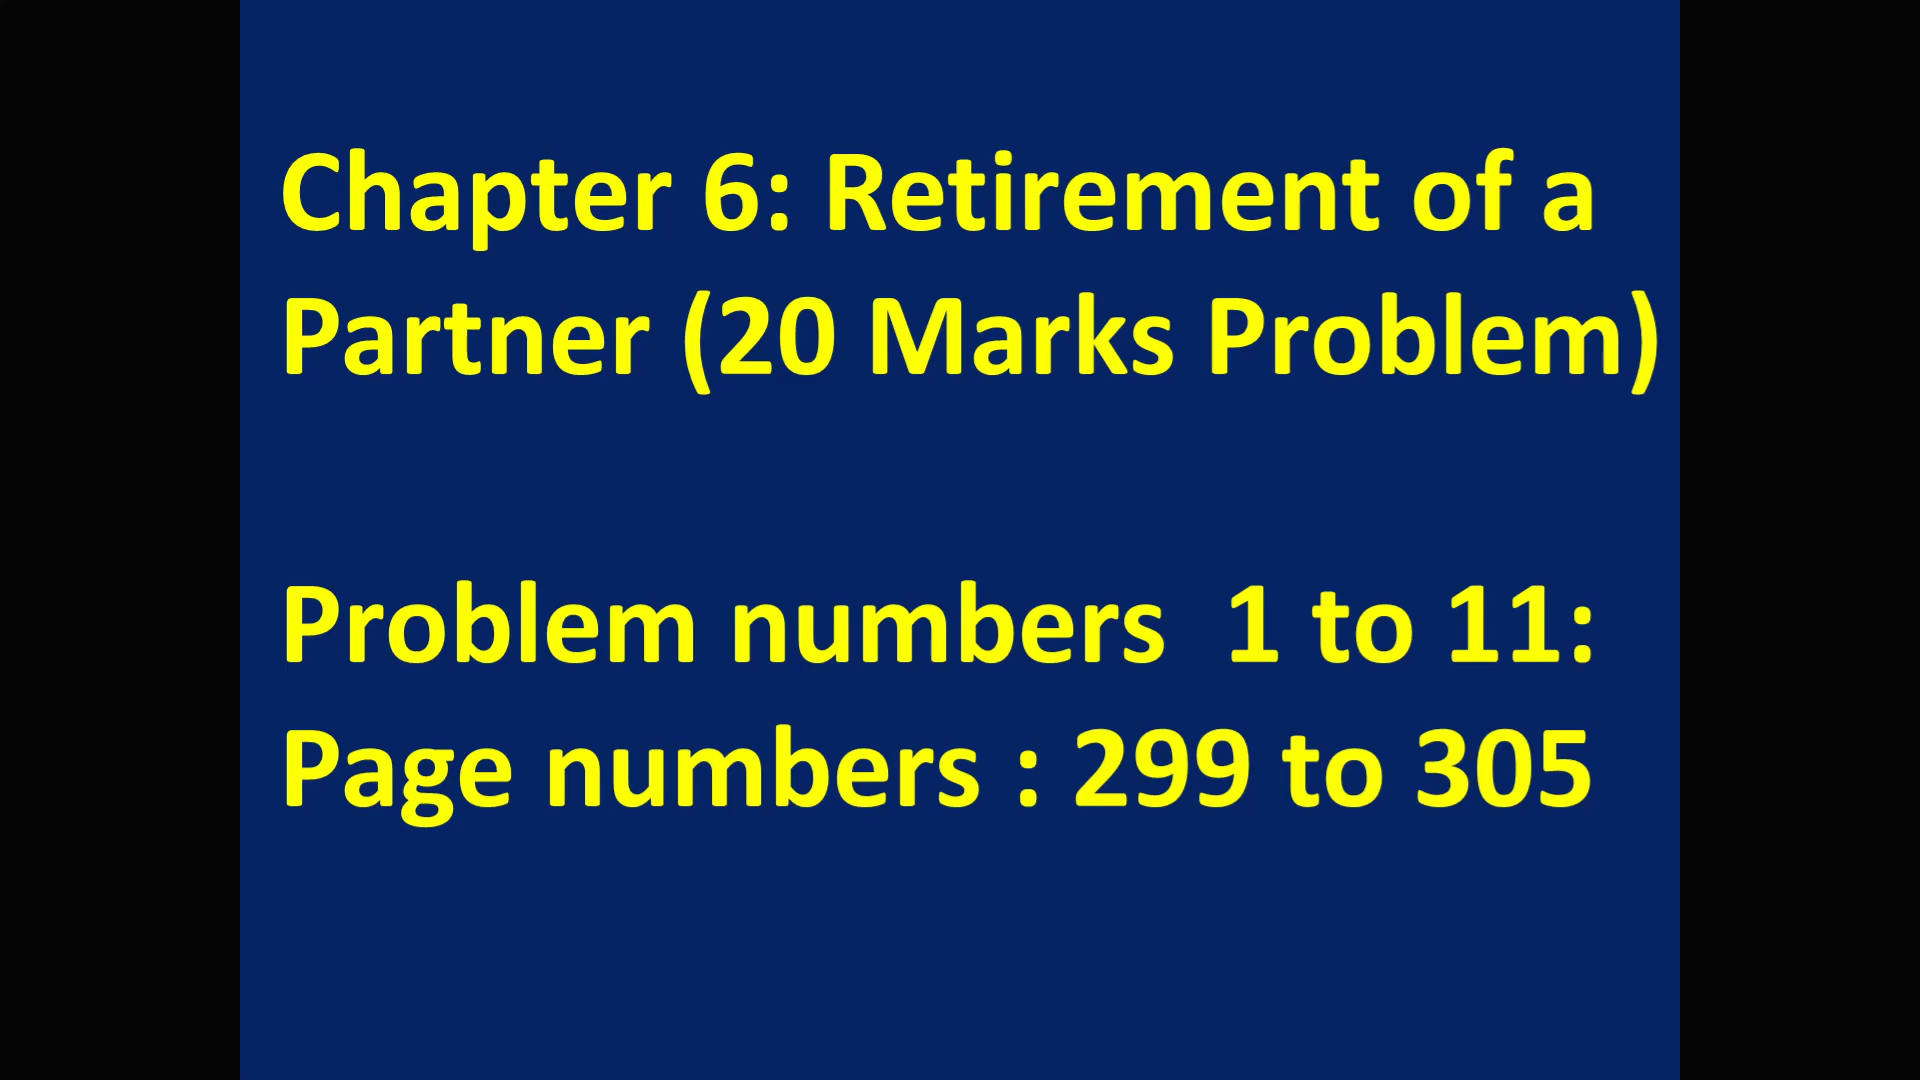 Chapter 6: Retirement of a
Partner (20 Marks Problem)
Problem numbers  1 to 11:
Page numbers : 299 to 305